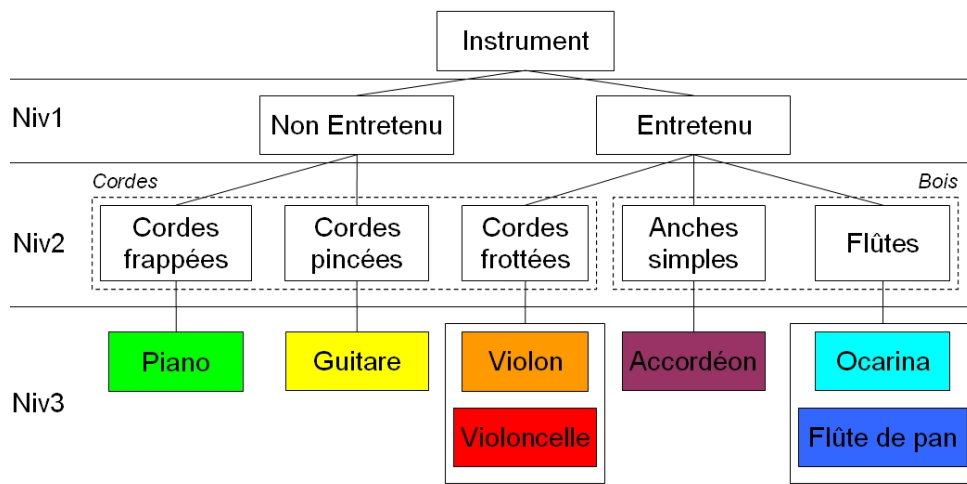 Instrument
Niv1
Non Entretenu
Entretenu
Cordes
Bois
Niv2
Cordes
frappées
Cordes
pincées
Cordes
frottées
Anches
simples
Flûtes
Niv3
Piano
Guitare
Violon
Accordéon
Ocarina
Violoncelle
Flûte de pan